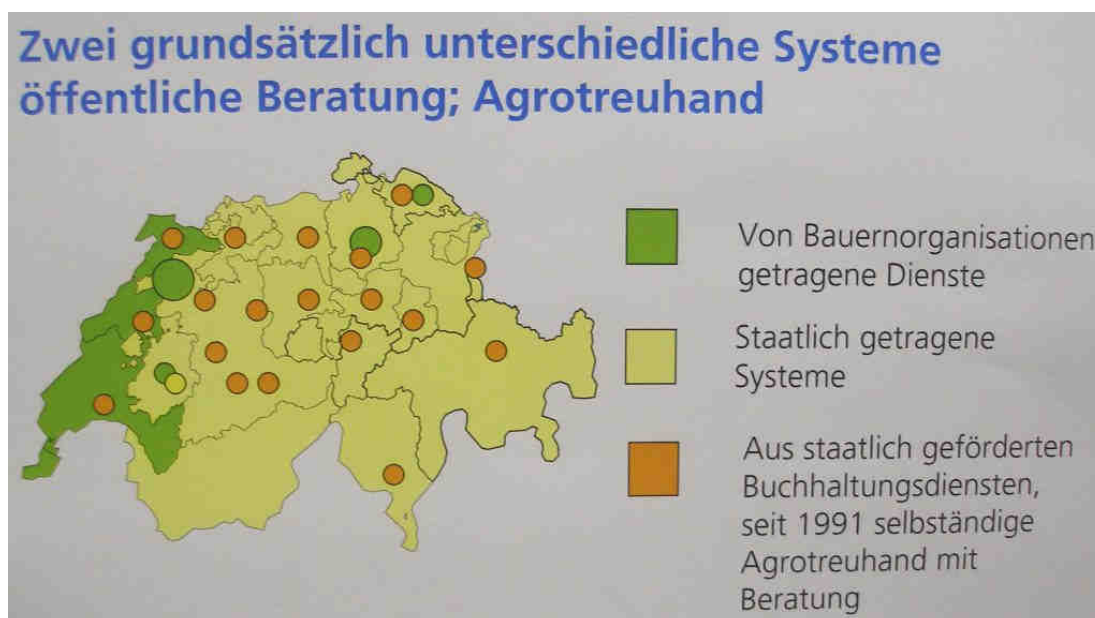 Zwei grundsätzlich unterschiedliche Systeme
öffentliche Beratung; Agrotreuhand
Von Bauernorganisationen
getragene Dienste
Staatlich getragene
Systeme
Aus staatlich geförderten
Buchhaltungsdiensten,
seit 1991 selbständige
Agrotreuhand mit
Beratung